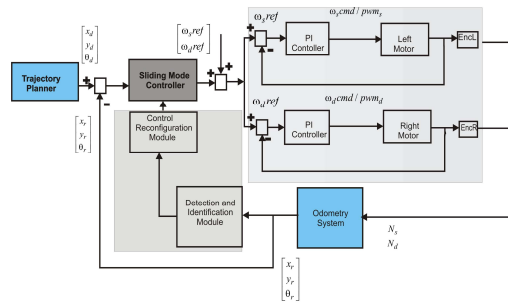 x_d
y_d
θ_d
ω_s ref
ω_d ref
ω_s ref
ω_s cmd / pwm_s
PI
Contoller
Left
Motor
EncL
Trajectory
Planner
Sliding Mode
Controller
+
+
+
+
-
-
x_r
y_r
θ_r
Control
Reconfiguration
Module
ω_d ref
ω_d cmd / pwm_d
+
-
PI
Controller
Right
Motor
EncR
+
-
Detection and
Identification
Module
Odometry
System
N_s
N_d
x_r
y_r
θ_r